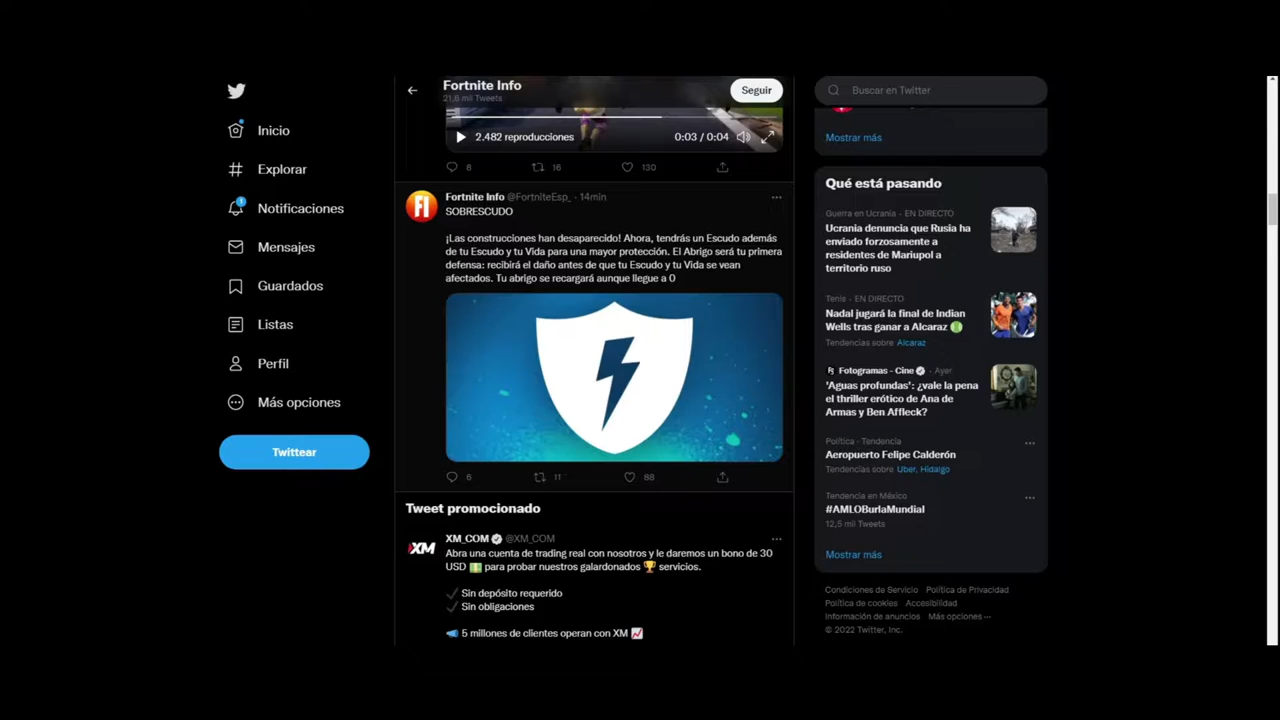 Inicio
Explorar
1
Notificaciones
Mensajes
Guardados
Listas
Perfil
Más opciones
Twittear
Fortnite Info
21,6 mil Tweets
Seguir
2.482 reproducciones
0:03 / 0:04
8
16
130
FI
Fortnite Info @FortniteEsp_ · 14min
SOBRESCUDO
¡Las construcciones han desaparecido! Ahora, tendrás un Escudo además
de tu Escudo y tu Vida para una mayor protección. El Abrigo será tu primera
defensa: recibirá el daño antes de que tu Escudo y tu Vida se vean
afectados. Tu abrigo se recargará aunque llegue a 0
6
11
88
Tweet promocionado
XM
XM_COM @XM_COM
Abra una cuenta de trading real con nosotros y le daremos un bono de 30
USD 💵 para probar nuestros galardonados 🏆 servicios.
✓ Sin depósito requerido
✓ Sin obligaciones
📣 5 millones de clientes operan con XM 📈
Buscar en Twitter
Mostrar más
Qué está pasando
Guerra en Ucrania · EN DIRECTO
Ucrania denuncia que Rusia ha
enviado forzosamente a
residentes de Mariupol a
territorio ruso
Tenis · EN DIRECTO
Nadal jugará la final de Indian
Wells tras ganar a Alcaraz 🎾
Tendencias sobre Alcaraz
Fotogramas - Cine · Ayer
'Aguas profundas': ¿vale la pena
el thriller erótico de Ana de
Armas y Ben Affleck?
Política · Tendencia
Aeropuerto Felipe Calderón
Tendencias sobre Uber, Hidalgo
Tendencia en México
#AMLOBurlaMundial
12,5 mil Tweets
Mostrar más
Condiciones de Servicio Política de Privacidad
Política de cookies Accesibilidad
Información de anuncios Más opciones ···
© 2022 Twitter, Inc.